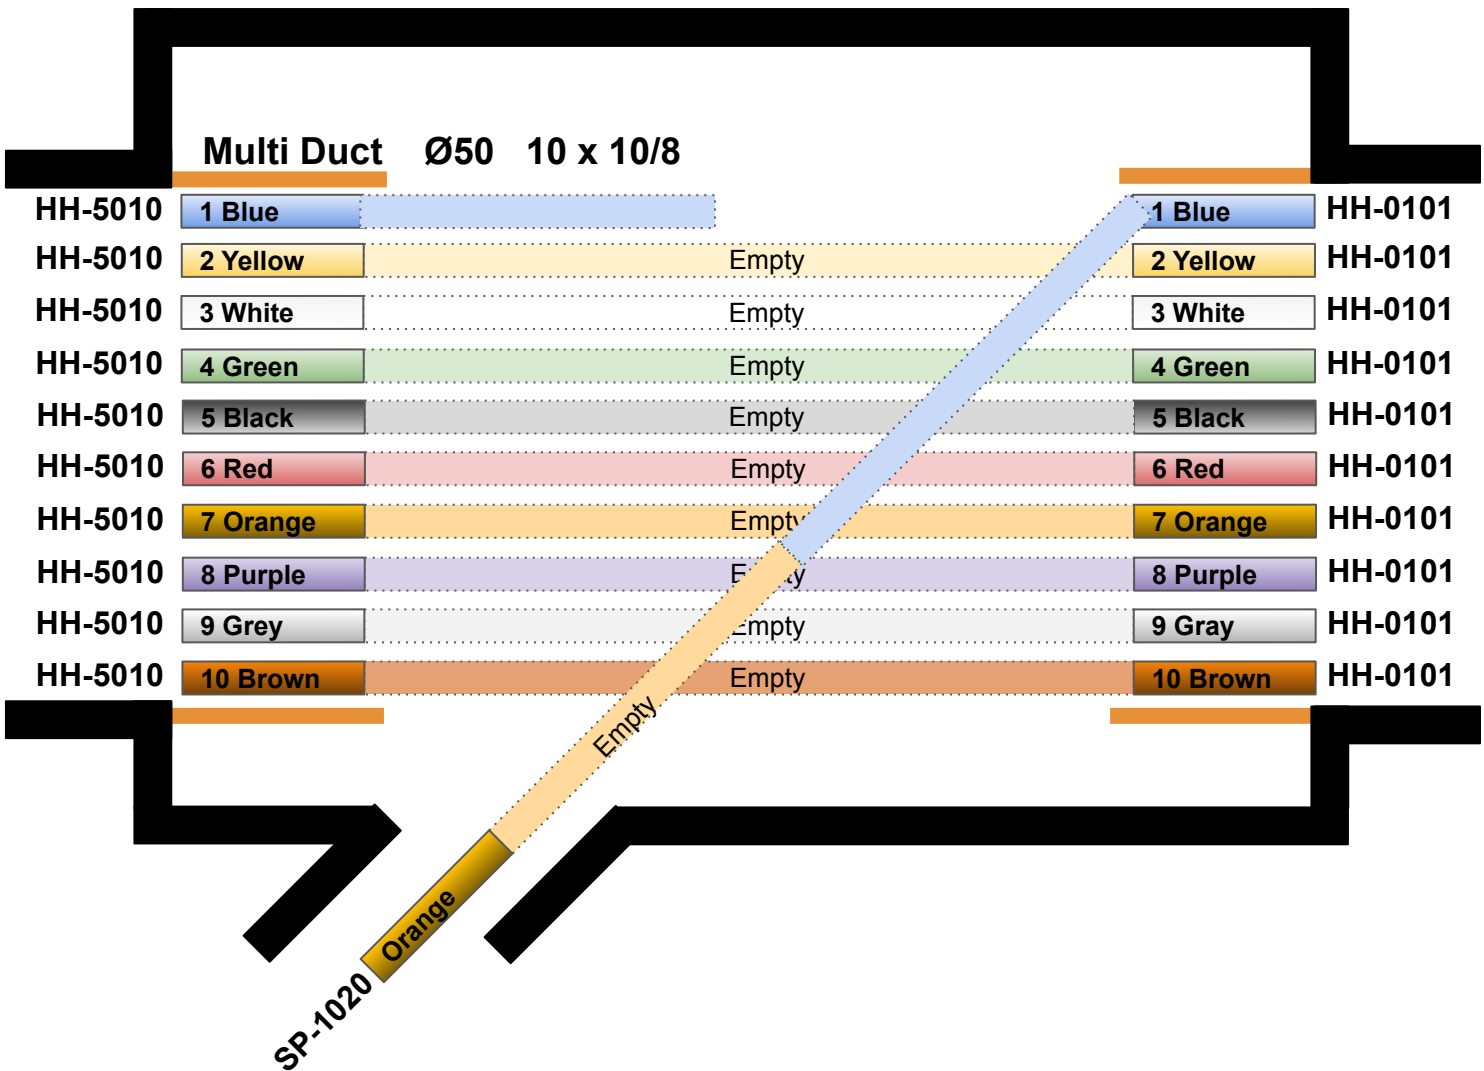 Multi Duct Ø50 10 x 10/8
HH-5010 1 Blue 1 Blue HH-0101
HH-5010 2 Yellow Empty 2 Yellow HH-0101
HH-5010 3 White Empty 3 White HH-0101
HH-5010 4 Green Empty 4 Green HH-0101
HH-5010 5 Black Empty 5 Black HH-0101
HH-5010 6 Red Empty 6 Red HH-0101
HH-5010 7 Orange Empty 7 Orange HH-0101
HH-5010 8 Purple Empty 8 Purple HH-0101
HH-5010 9 Grey Empty 9 Gray HH-0101
HH-5010 10 Brown Empty 10 Brown HH-0101
Empty
Orange
SP-1020